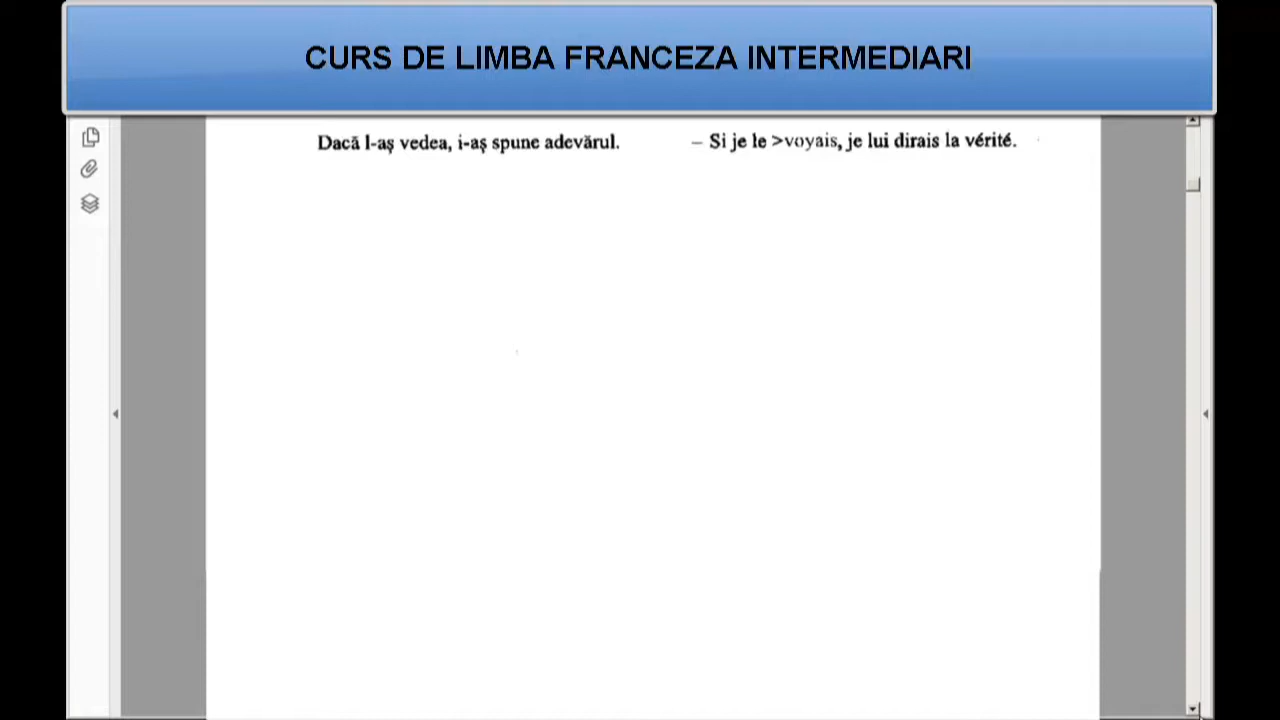 CURS DE LIMBA FRANCEZA INTERMEDIARI
Dacă l-aş vedea, i-aş spune adevărul. – Si je le >voyais, je lui dirais la vérité.